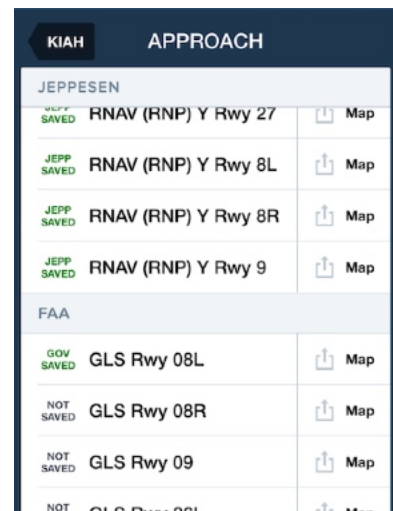 KIAH APPROACH
JEPPESEN
SAVED RNAV (RNP) Y Rwy 27 Map
JEPP
SAVED RNAV (RNP) Y Rwy 8L Map
JEPP
SAVED RNAV (RNP) Y Rwy 8R Map
JEPP
SAVED RNAV (RNP) Y Rwy 9 Map
FAA
GOV
SAVED GLS Rwy 08L Map
NOT
SAVED GLS Rwy 08R Map
NOT
SAVED GLS Rwy 09 Map
NOT